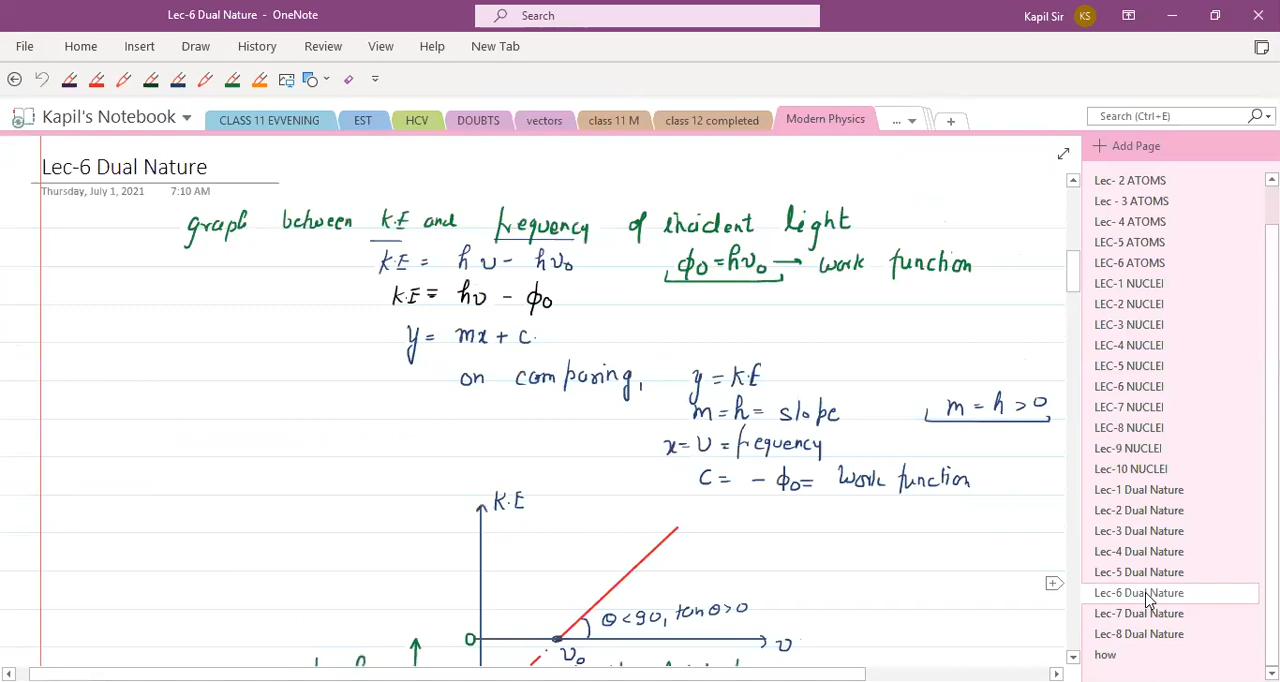 Lec-6 Dual Nature - OneNote
Search
Kapil Sir KS
File Home Insert Draw History Review View Help New Tab
Kapil's Notebook
CLASS 11 EVVENING EST HCV DOUBTS vectors class 11 M class 12 completed Modern Physics ...
Search (Ctrl+E)
Lec-6 Dual Nature
Thursday, July 1, 2021 7:10 AM
graph between K.E and frequency of incident light
K.E = hυ - hυ₀ ϕ₀ = hυ₀ → work function
K.E = hυ - ϕ₀
y = mx + c
on comparing, y = K.E
m = h = slope m = h > 0
x = υ = frequency
C = - ϕ₀ = Work function
K.E
θ < 90, tan θ > 0
0
υ₀ υ
Add Page
Lec- 2 ATOMS
Lec - 3 ATOMS
Lec- 4 ATOMS
LEC-5 ATOMS
LEC-6 ATOMS
LEC-1 NUCLEI
LEC-2 NUCLEI
LEC-3 NUCLEI
LEC-4 NUCLEI
LEC-5 NUCLEI
LEC-6 NUCLEI
LEC-7 NUCLEI
LEC-8 NUCLEI
Lec-9 NUCLEI
Lec-10 NUCLEI
Lec-1 Dual Nature
Lec-2 Dual Nature
Lec-3 Dual Nature
Lec-4 Dual Nature
Lec-5 Dual Nature
Lec-6 Dual Nature
Lec-7 Dual Nature
Lec-8 Dual Nature
how